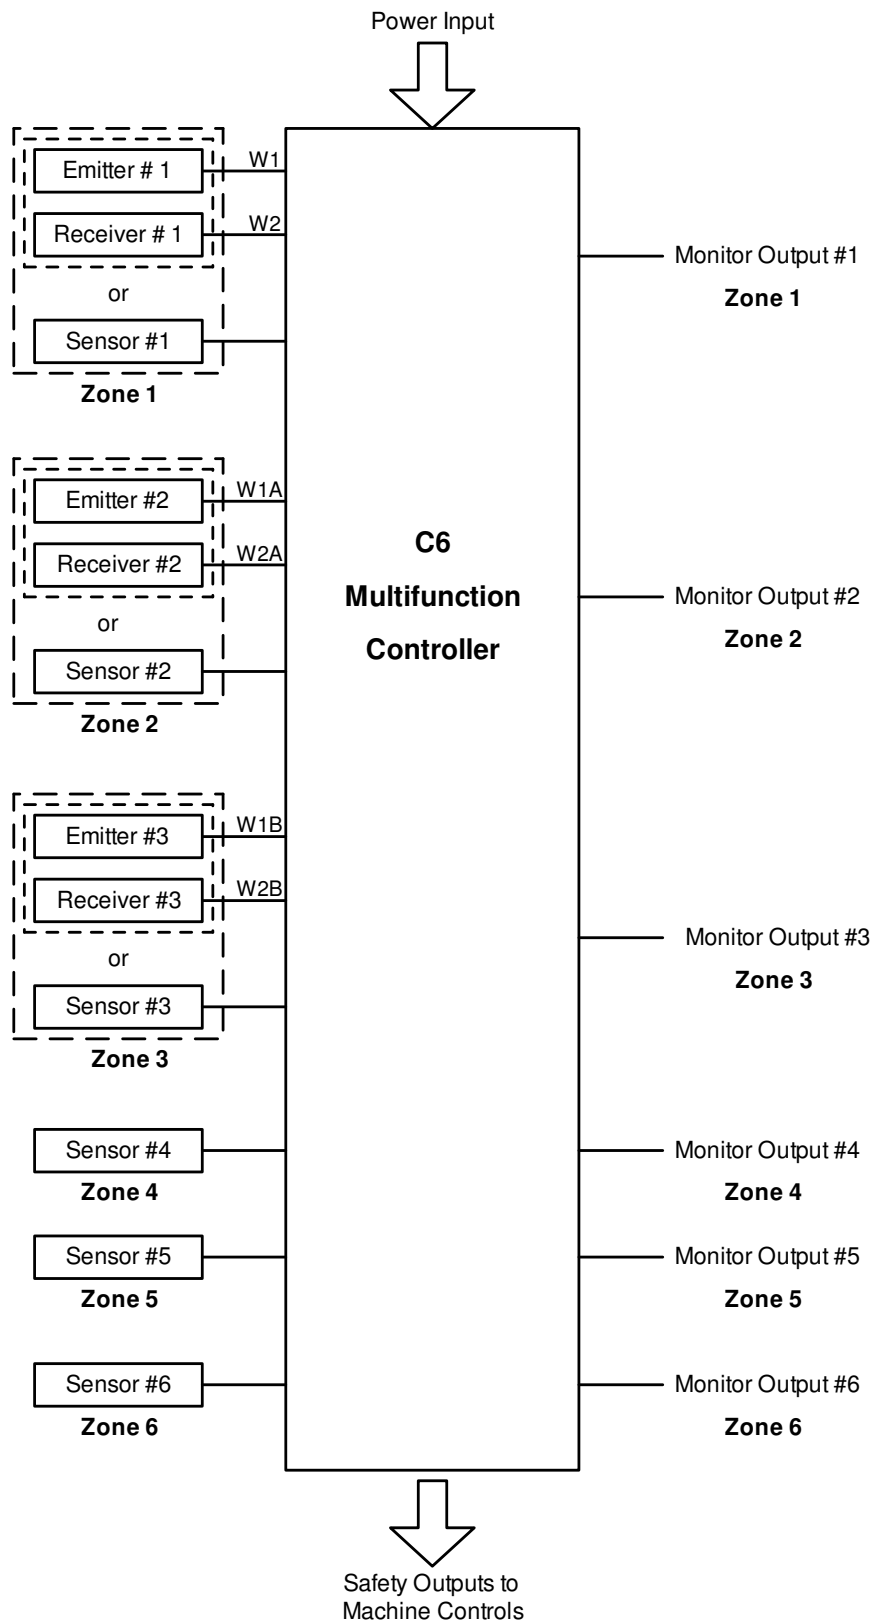 Power Input
Emitter # 1
W1
Receiver # 1
W2
or
Sensor #1
Zone 1
Monitor Output #1
Zone 1
Emitter #2
W1A
Receiver #2
W2A
or
Sensor #2
Zone 2
C6
Multifunction
Controller
Monitor Output #2
Zone 2
Emitter #3
W1B
Receiver #3
W2B
or
Sensor #3
Zone 3
Monitor Output #3
Zone 3
Sensor #4
Zone 4
Monitor Output #4
Zone 4
Sensor #5
Zone 5
Monitor Output #5
Zone 5
Sensor #6
Zone 6
Monitor Output #6
Zone 6
Safety Outputs to
Machine Controls